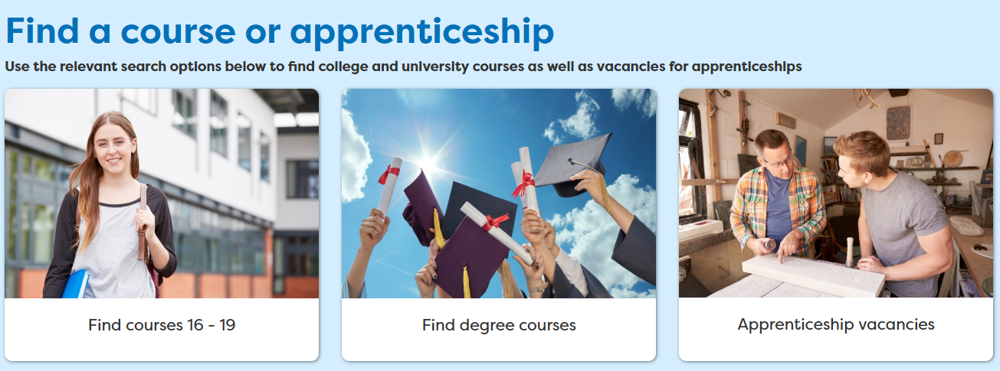 Find a course or apprenticeship
Use the relevant search options below to find college and university courses as well as vacancies for apprenticeships
Find courses 16 - 19
Find degree courses
Apprenticeship vacancies